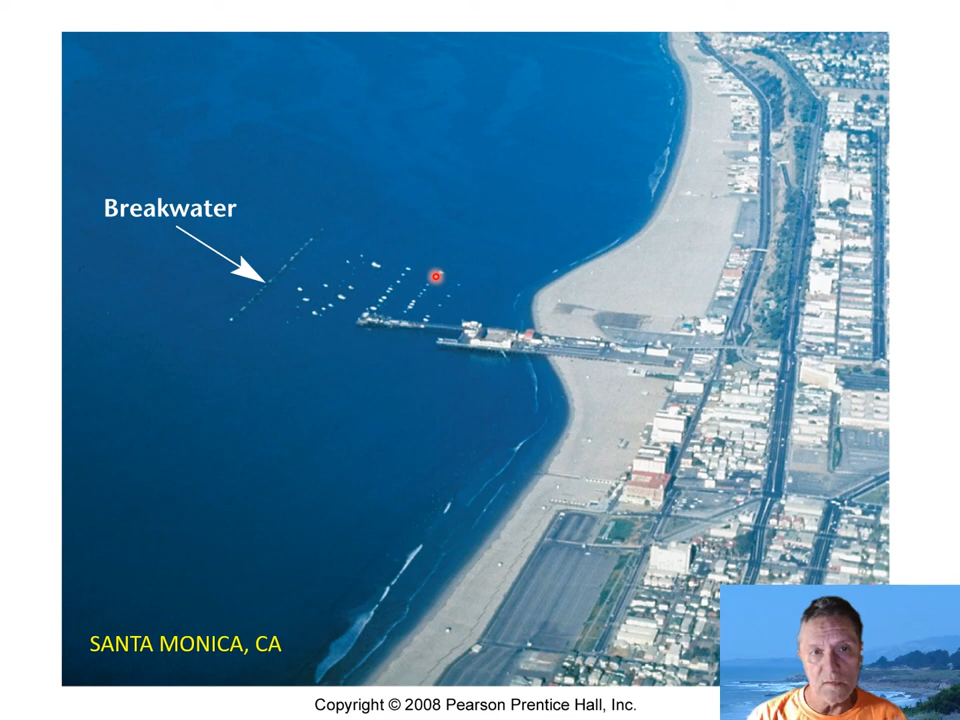 Breakwater
SANTA MONICA, CA
Copyright © 2008 Pearson Prentice Hall, Inc.